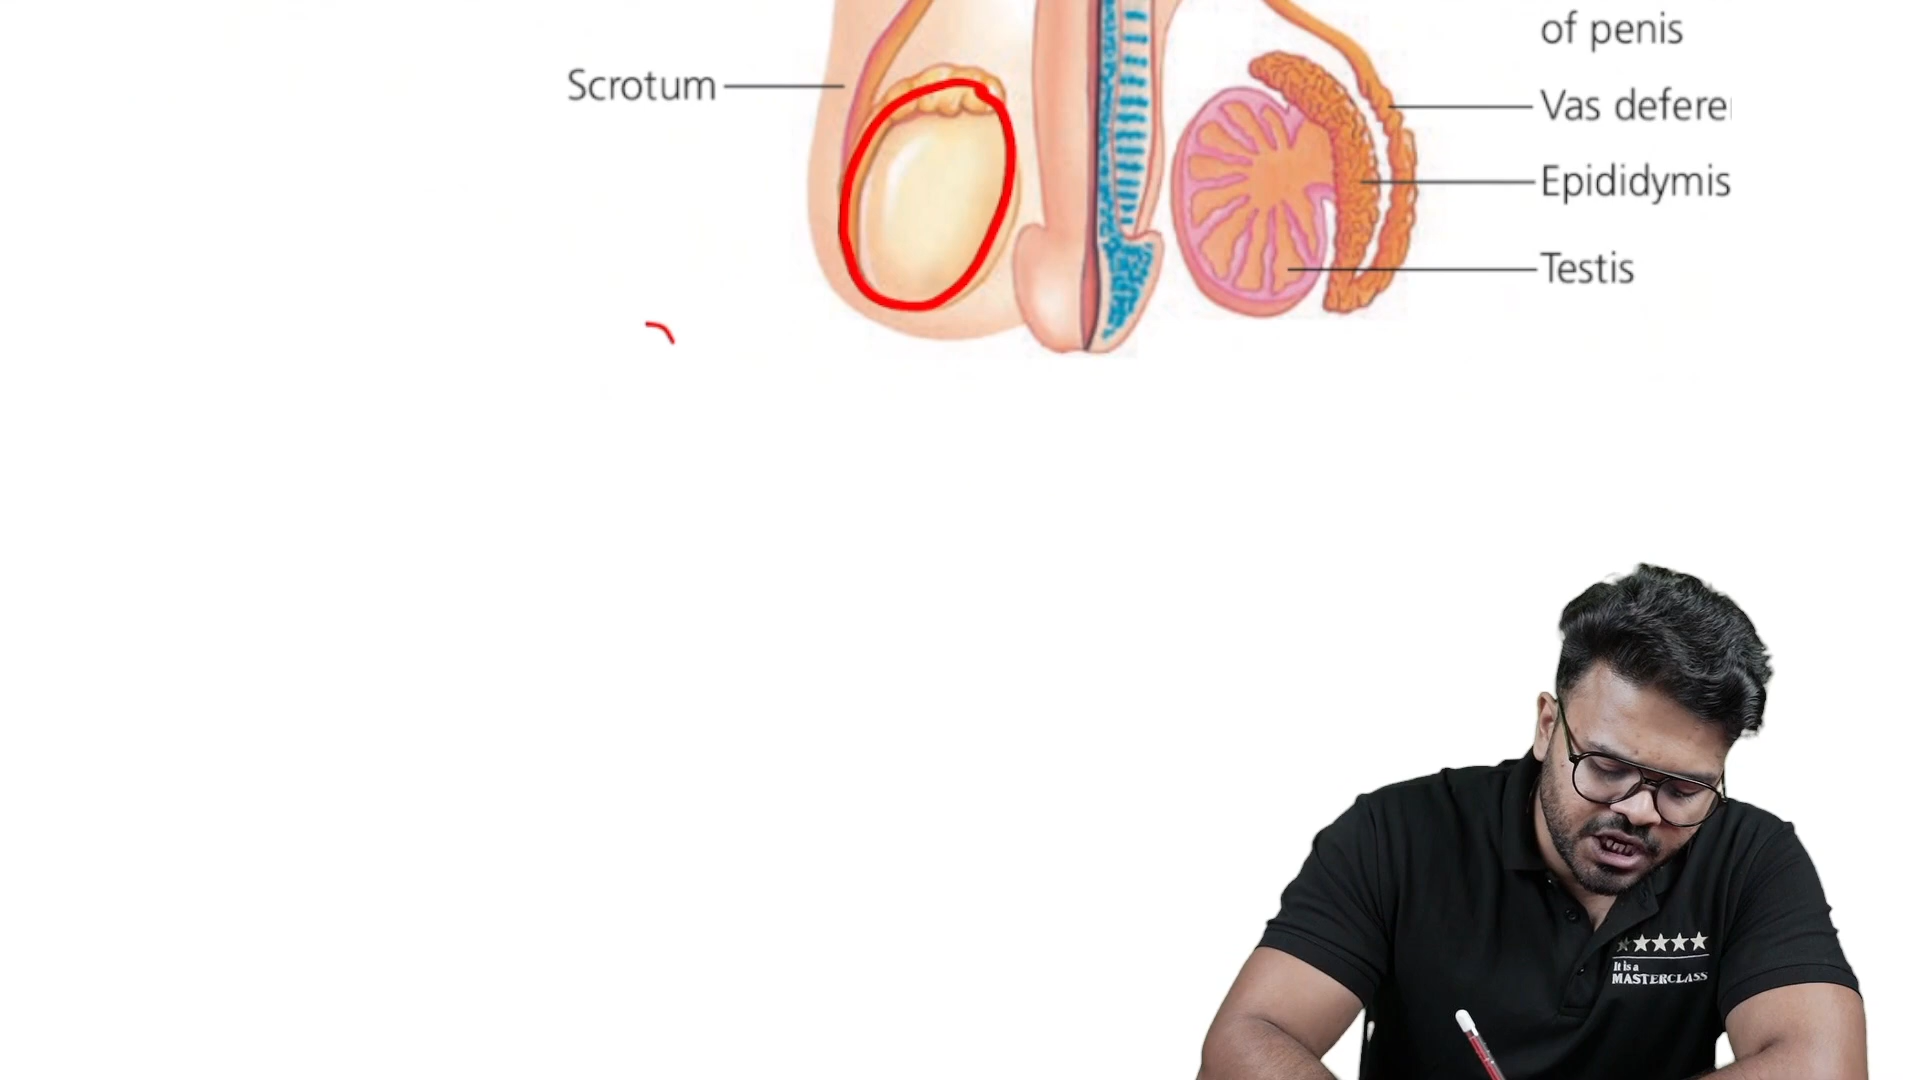 of penis
Scrotum
Vas defere
Epididymis
Testis
It is a
MASTERCLASS